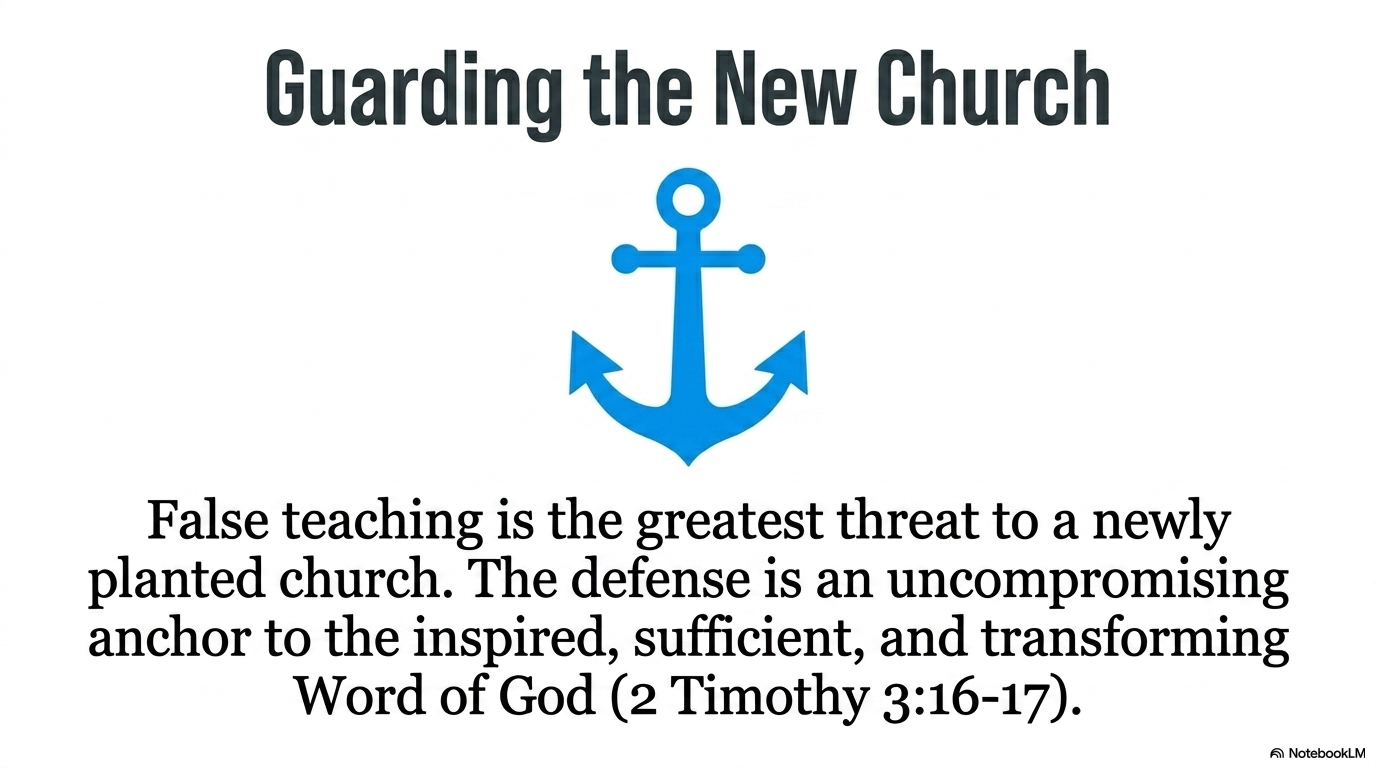 Guarding the New Church
False teaching is the greatest threat to a newly
planted church. The defense is an uncompromising
anchor to the inspired, sufficient, and transforming
Word of God (2 Timothy 3:16-17).
NotebookLM